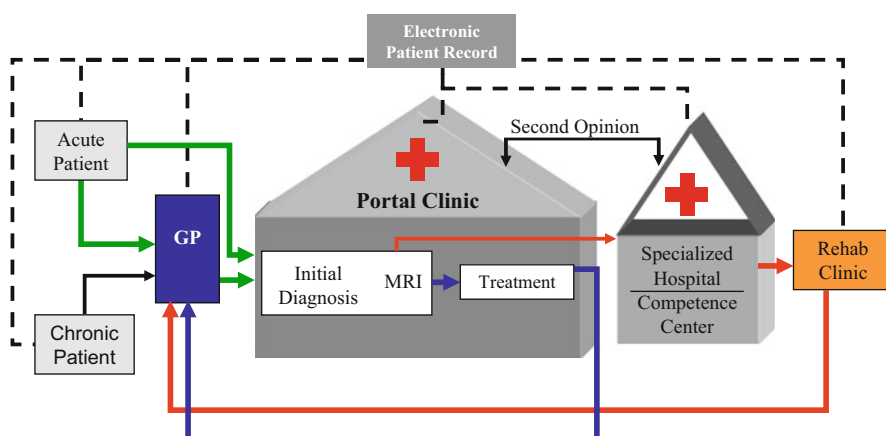 Electronic
Patient Record
Acute
Patient
Second Opinion
Portal Clinic
GP
Initial
Diagnosis
MRI
Treatment
Specialized
Hospital
Competence
Center
Rehab
Clinic
Chronic
Patient